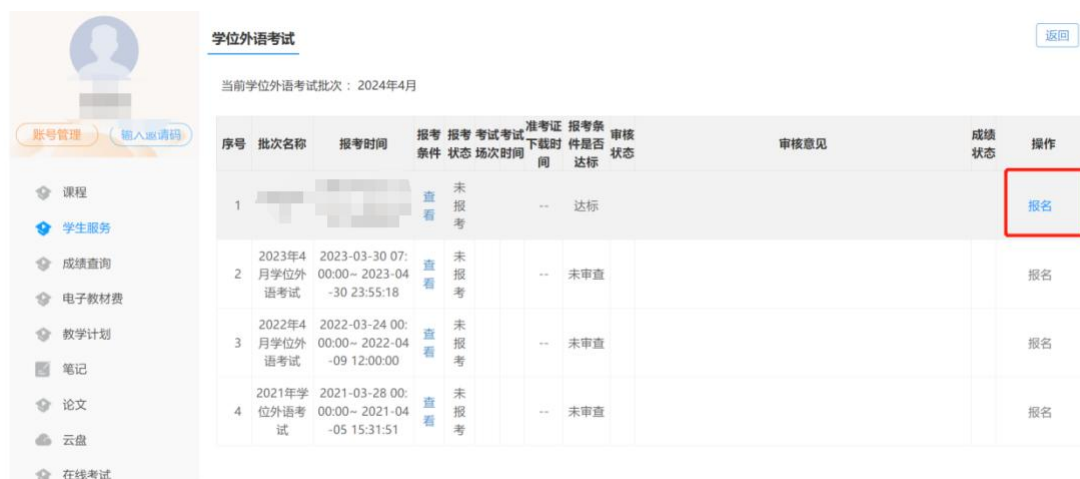 学位外语考试
返回
当前学位外语考试批次 ： 2024年4月
账号管理
输入邀请码
课程
学生服务
成绩查询
电子教材费
教学计划
笔记
论文
云盘
在线考试
序号 批次名称 报考时间 报考条件 报考状态 考试场次 考试时间 准考证下载时间 报考条件是否达标 审核状态 审核意见 成绩状态 操作
1 查看 未报考 -- 达标 报名
2 2023年4月学位外语考试 2023-03-30 07:00:00~ 2023-04-30 23:55:18 查看 未报考 -- 未审查 报名
3 2022年4月学位外语考试 2022-03-24 00:00:00~ 2022-04-09 12:00:00 查看 未报考 -- 未审查 报名
4 2021年学位外语考试 2021-03-28 00:00:00~ 2021-04-05 15:31:51 查看 未报考 -- 未审查 报名